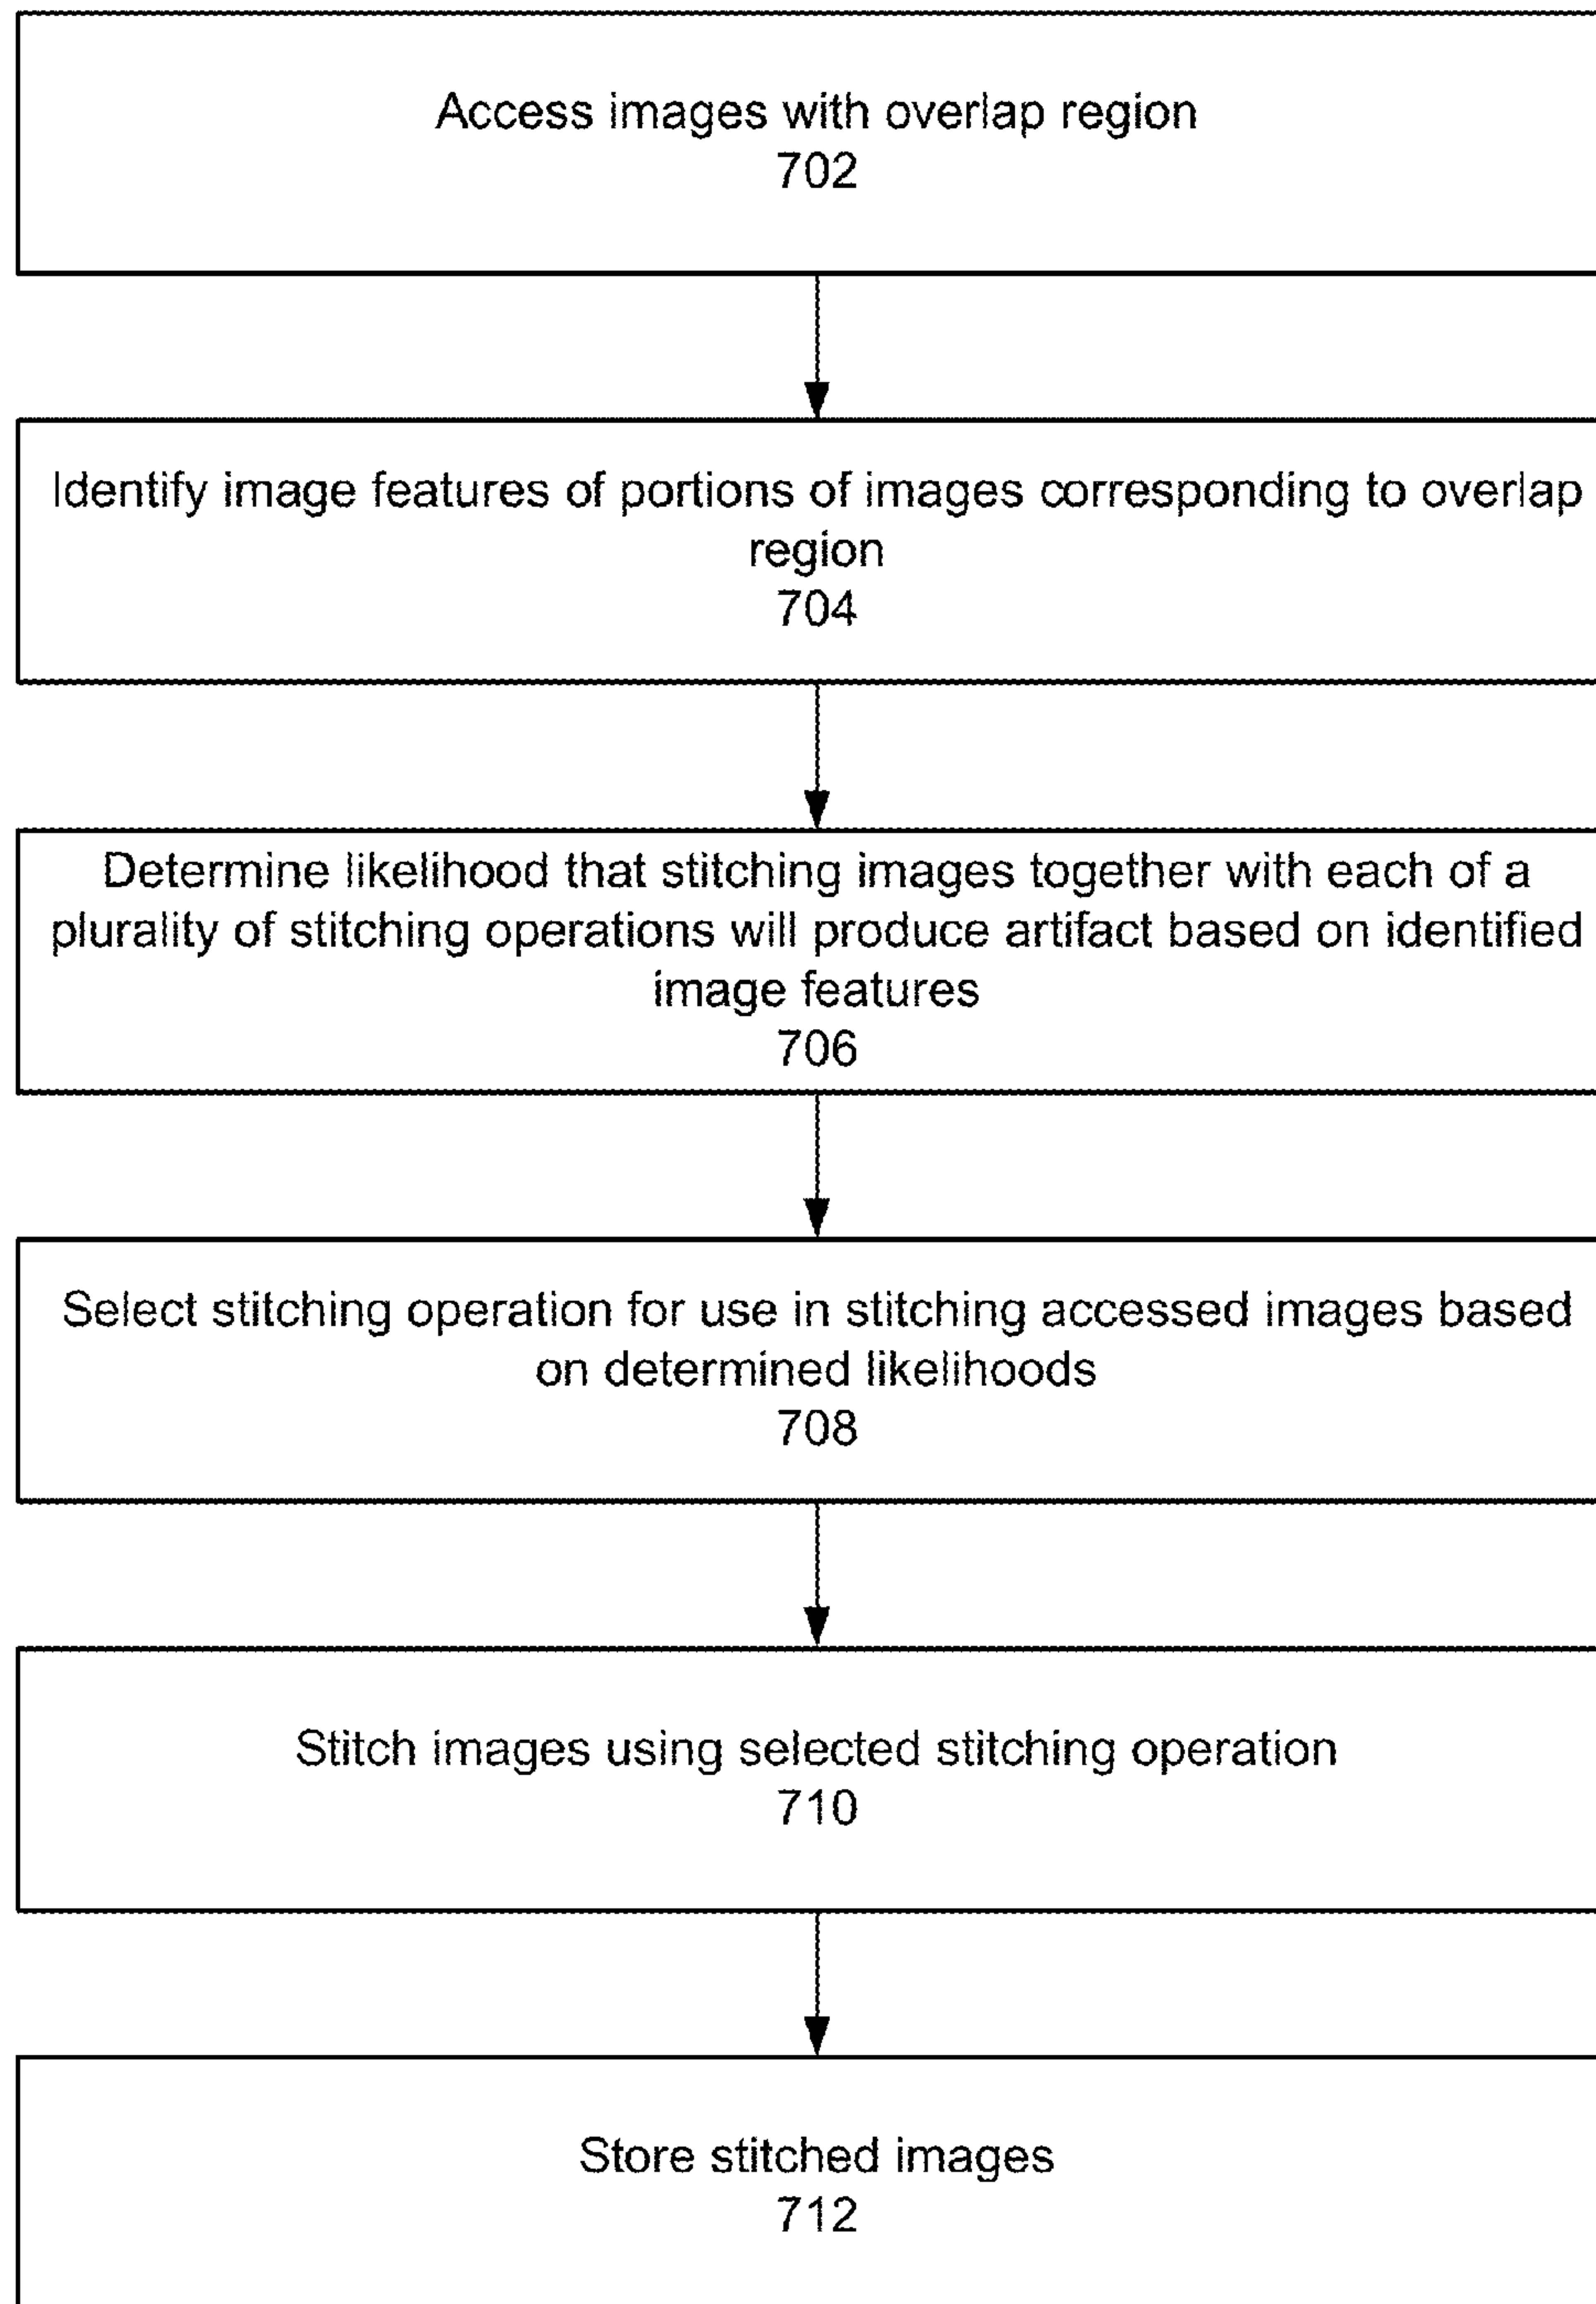 Access images with overlap region
702
Identify image features of portions of images corresponding to overlap
region
704
Determine likelihood that stitching images together with each of a
plurality of stitching operations will produce artifact based on identified
image features
706
Select stitching operation for use in stitching accessed images based
on determined likelihoods
708
Stitch images using selected stitching operation
710
Store stitched images
712